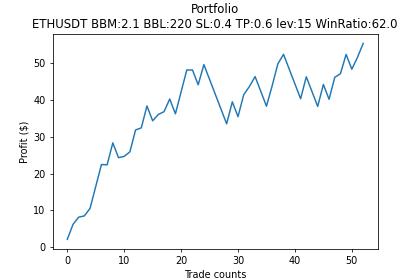 Portfolio
ETHUSDT BBM:2.1 BBL:220 SL:0.4 TP:0.6 lev:15 WinRatio:62.0
Profit ($)
50
40
30
20
10
0
0 10 20 30 40 50
Trade counts